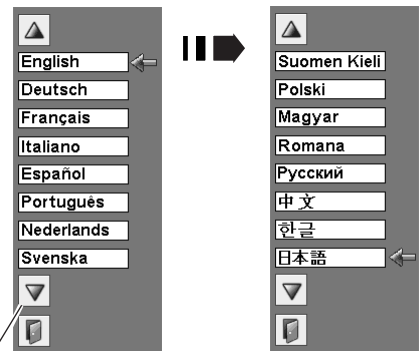 English
Deutsch
Français
Italiano
Español
Português
Nederlands
Svenska
Suomen Kieli
Polski
Magyar
Romana
Русский
中文
한글
日本語